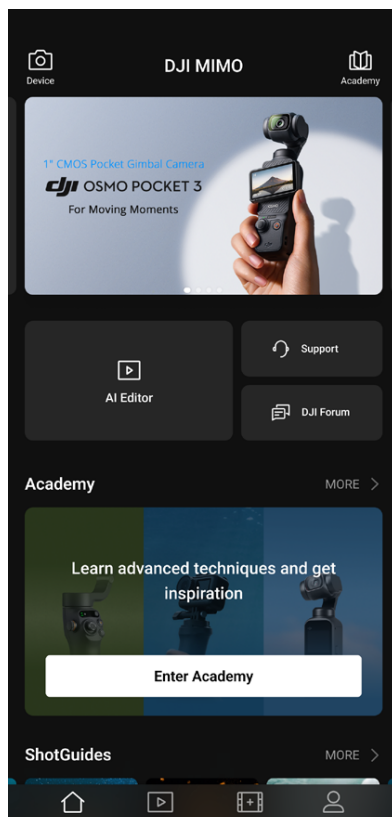 DJI MIMO
Device
Academy
1" CMOS Pocket Gimbal Camera
dji OSMO POCKET 3
For Moving Moments
OSMO
AI Editor
Support
DJI Forum
Academy
MORE
Learn advanced techniques and get
inspiration
Enter Academy
ShotGuides
MORE